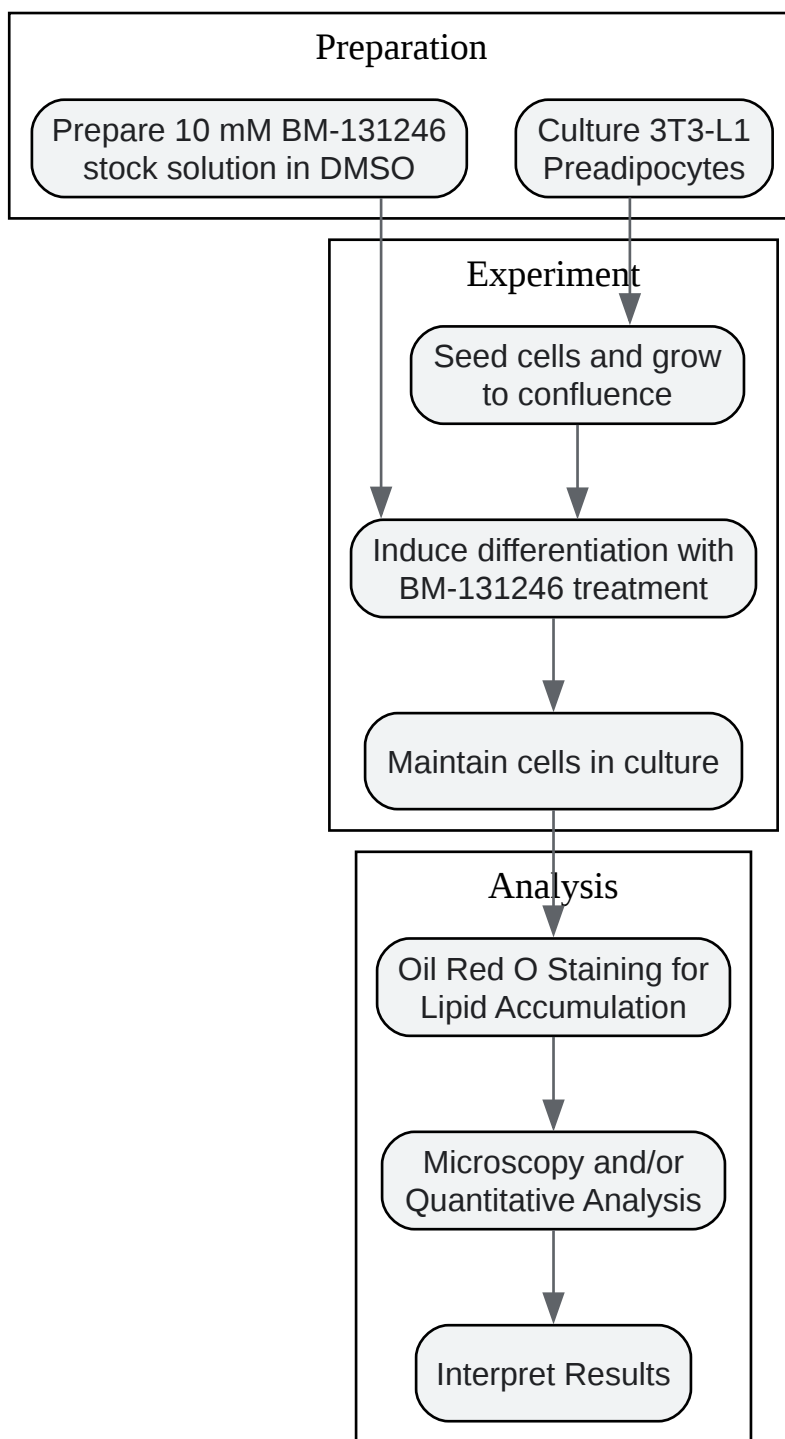 Preparation
Prepare 10 mM BM-131246
stock solution in DMSO
Culture 3T3-L1
Preadipocytes
Experiment
Seed cells and grow
to confluence
Induce differentiation with
BM-131246 treatment
Maintain cells in culture
Analysis
Oil Red O Staining for
Lipid Accumulation
Microscopy and/or
Quantitative Analysis
Interpret Results